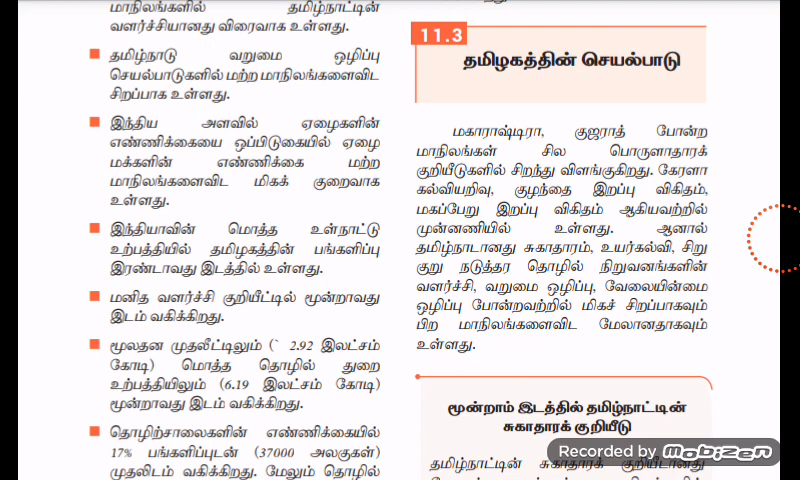 மாநிலங்களில் தமிழ்நாட்டின்
வளர்ச்சியானது விரைவாக உள்ளது.
தமிழ்நாடு வறுமை ஒழிப்பு
செயல்பாடுகளில் மற்ற மாநிலங்களைவிட
சிறப்பாக உள்ளது.
இந்திய அளவில் ஏழைகளின்
எண்ணிக்கையை ஒப்பிடுகையில் ஏழை
மக்களின் எண்ணிக்கை மற்ற
மாநிலங்களைவிட மிகக் குறைவாக
உள்ளது.
இந்தியாவின் மொத்த உள்நாட்டு
உற்பத்தியில் தமிழகத்தின் பங்களிப்பு
இரண்டாவது இடத்தில் உள்ளது.
மனித வளர்ச்சி குறியீட்டில் மூன்றாவது
இடம் வகிக்கிறது.
மூலதன முதலீட்டிலும் (` 2.92 இலட்சம்
கோடி) மொத்த தொழில் துறை
உற்பத்தியிலும் (6.19 இலட்சம் கோடி)
மூன்றாவது இடம் வகிக்கிறது.
தொழிற்சாலைகளின் எண்ணிக்கையில்
17% பங்களிப்புடன் (37000 அலகுகள்)
முதலிடம் வகிக்கிறது. மேலும் தொழில்
11.3
தமிழகத்தின் செயல்பாடு
மகாராஷ்டிரா, குஜராத் போன்ற
மாநிலங்கள் சில பொருளாதாரக்
குறியீடுகளில் சிறந்து விளங்குகிறது. கேரளா
கல்வியறிவு, குழந்தை இறப்பு விகிதம்,
மகப்பேறு இறப்பு விகிதம் ஆகியவற்றில்
முன்னணியில் உள்ளது. ஆனால்
தமிழ்நாடானது சுகாதாரம், உயர்கல்வி, சிறு
குறு நடுத்தர தொழில் நிறுவனங்களின்
வளர்ச்சி, வறுமை ஒழிப்பு, வேலையின்மை
ஒழிப்பு போன்றவற்றில் மிகச் சிறப்பாகவும்
பிற மாநிலங்களைவிட மேலானதாகவும்
உள்ளது.
மூன்றாம் இடத்தில் தமிழ்நாட்டின்
சுகாதாரக் குறியீடு
Recorded by Mobizen
தமிழ்நாட்டின் சுகாதாரக் குறியீடானது